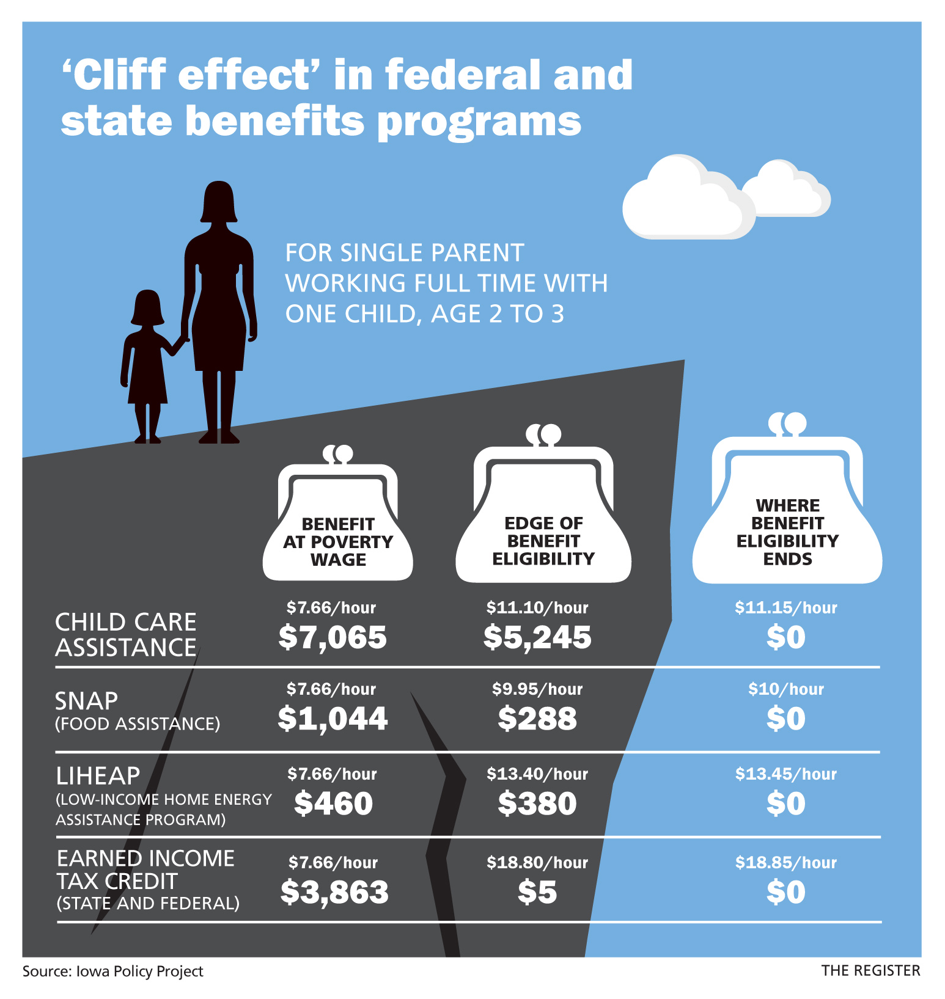 ‘Cliff effect’ in federal and
state benefits programs
FOR SINGLE PARENT
WORKING FULL TIME WITH
ONE CHILD, AGE 2 TO 3
BENEFIT
AT POVERTY
WAGE
EDGE OF
BENEFIT
ELIGIBILITY
WHERE
BENEFIT
ELIGIBILITY
ENDS
CHILD CARE
ASSISTANCE
$7.66/hour
$7,065
$11.10/hour
$5,245
$11.15/hour
$0
SNAP
(FOOD ASSISTANCE)
$7.66/hour
$1,044
$9.95/hour
$288
$10/hour
$0
LIHEAP
(LOW-INCOME HOME ENERGY
ASSISTANCE PROGRAM)
$7.66/hour
$460
$13.40/hour
$380
$13.45/hour
$0
EARNED INCOME
TAX CREDIT
(STATE AND FEDERAL)
$7.66/hour
$3,863
$18.80/hour
$5
$18.85/hour
$0
Source: Iowa Policy Project
THE REGISTER